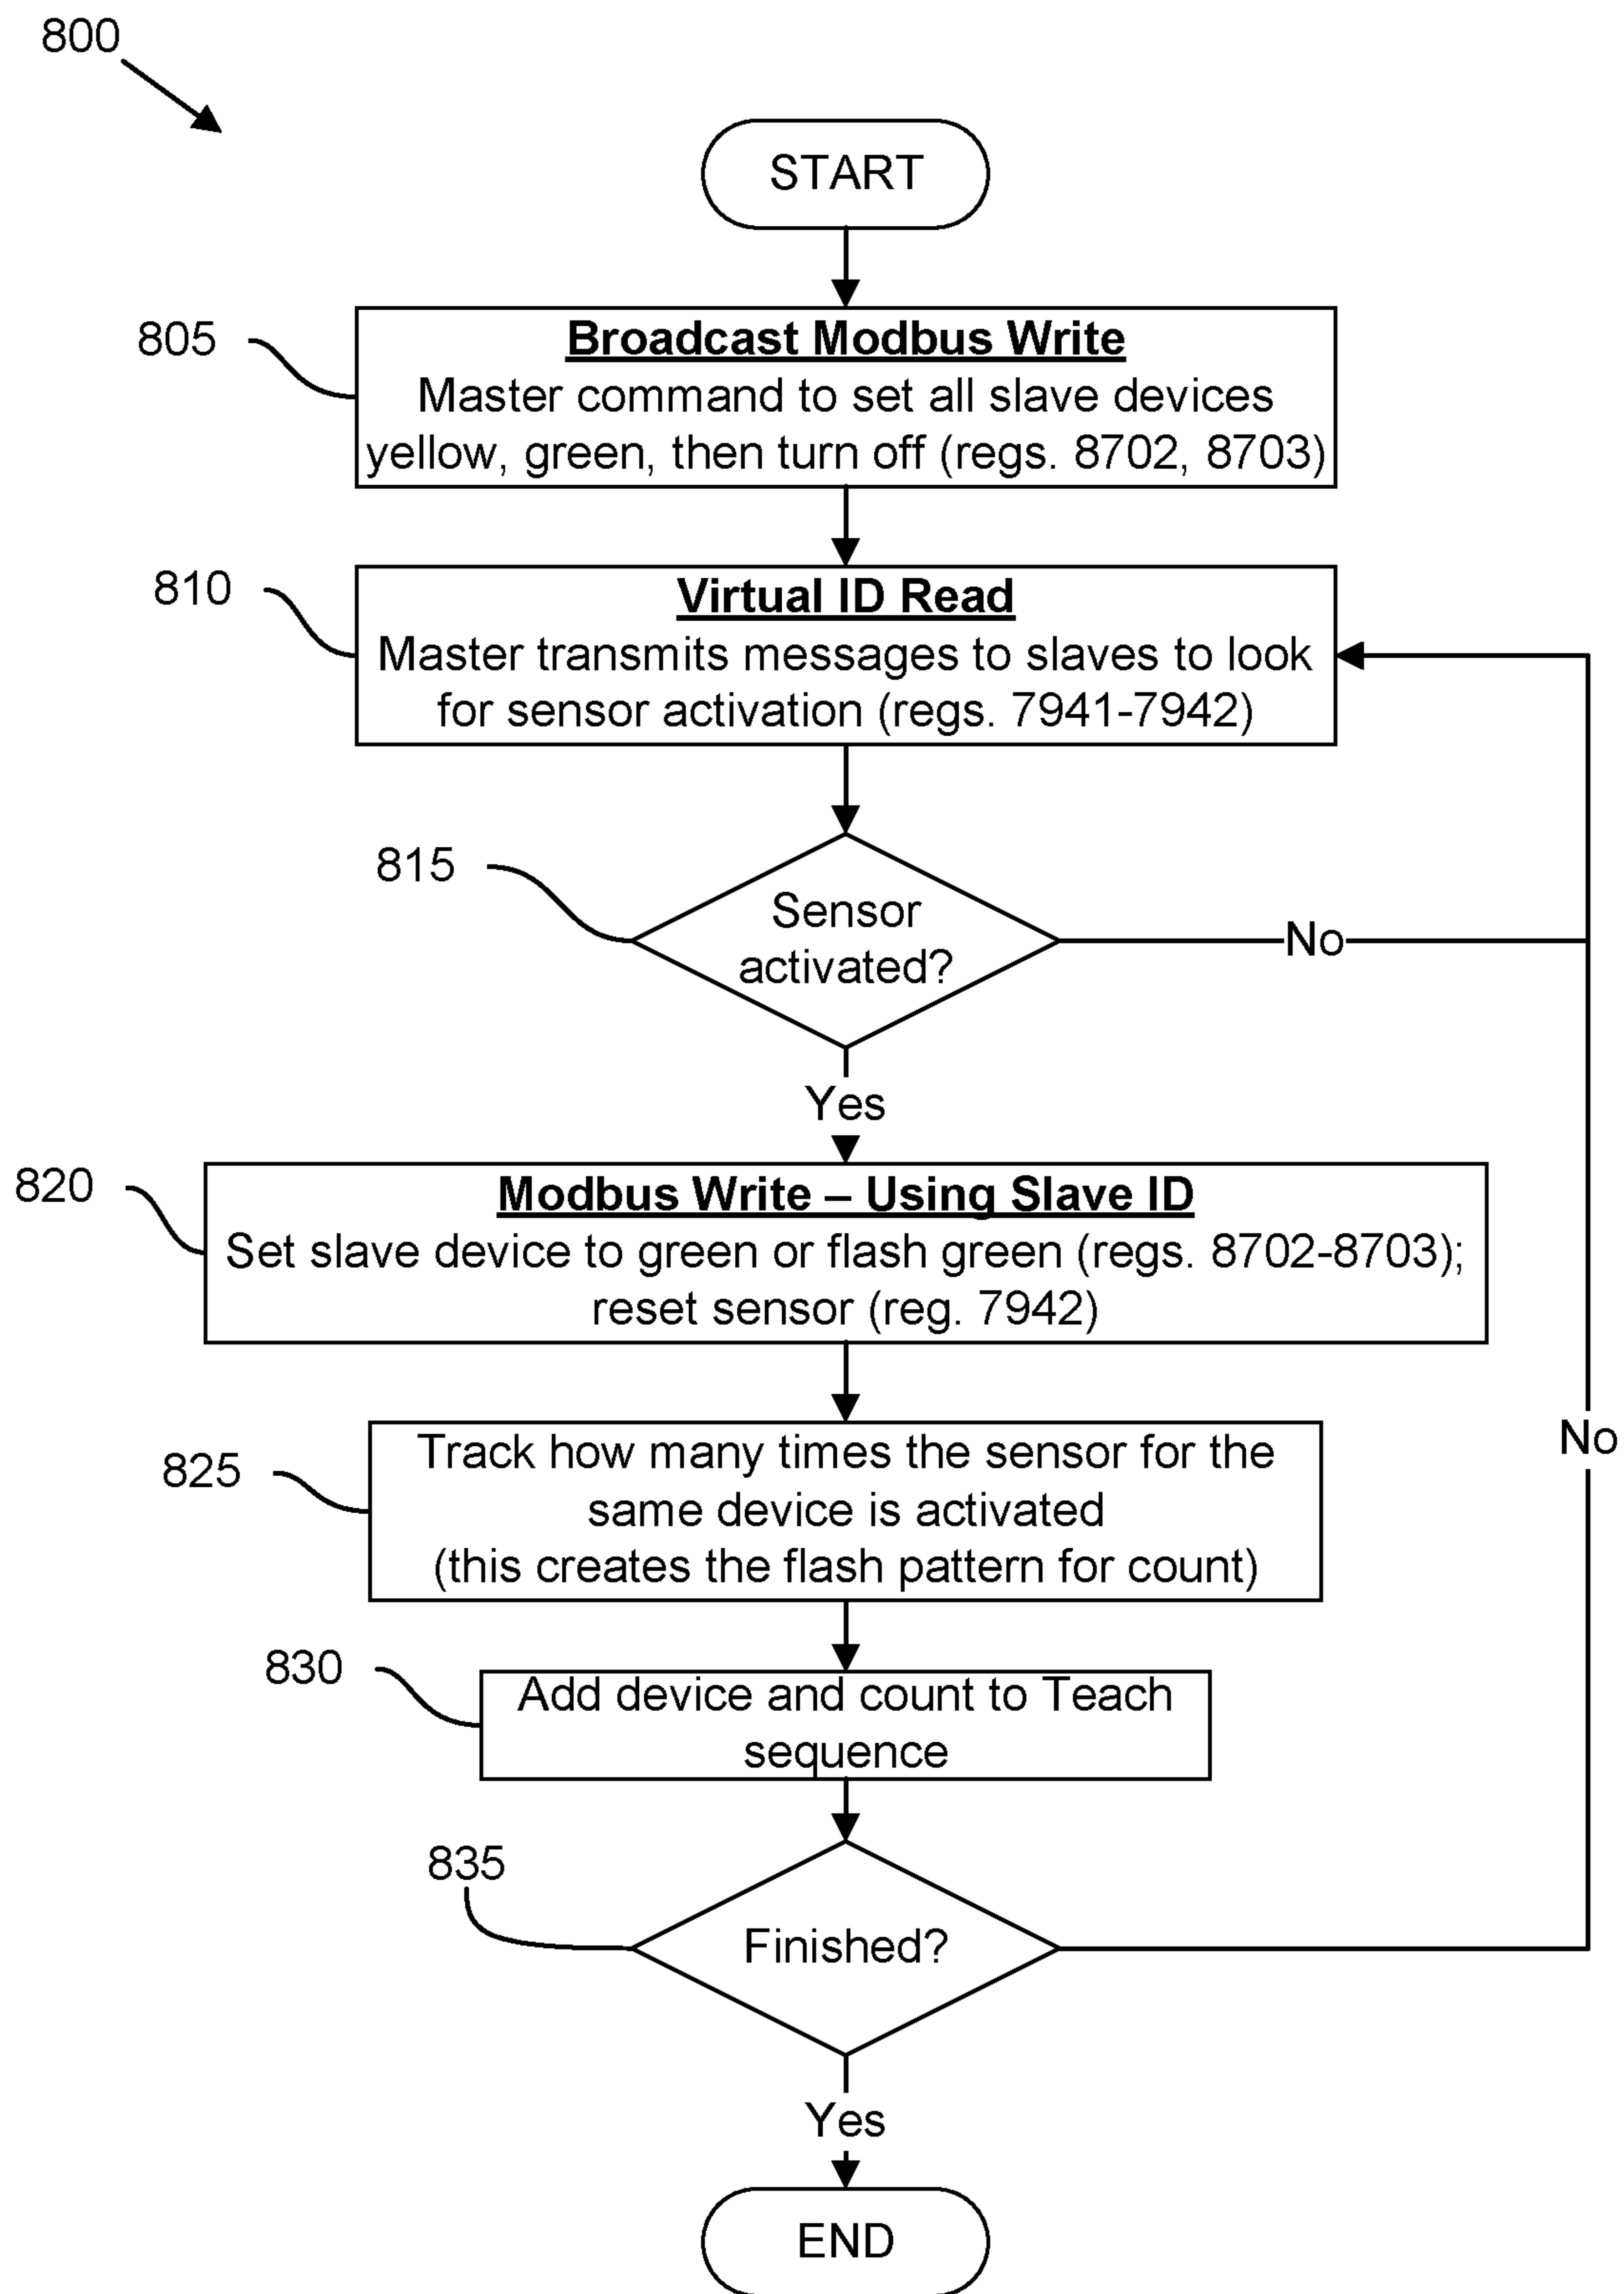 800
START
805
Broadcast Modbus Write
Master command to set all slave devices
yellow, green, then turn off (regs. 8702, 8703)
810
Virtual ID Read
Master transmits messages to slaves to look
for sensor activation (regs. 7941-7942)
815
Sensor
activated?
No
Yes
820
Modbus Write – Using Slave ID
Set slave device to green or flash green (regs. 8702-8703);
reset sensor (reg. 7942)
825
Track how many times the sensor for the
same device is activated
(this creates the flash pattern for count)
No
830
Add device and count to Teach
sequence
835
Finished?
Yes
END